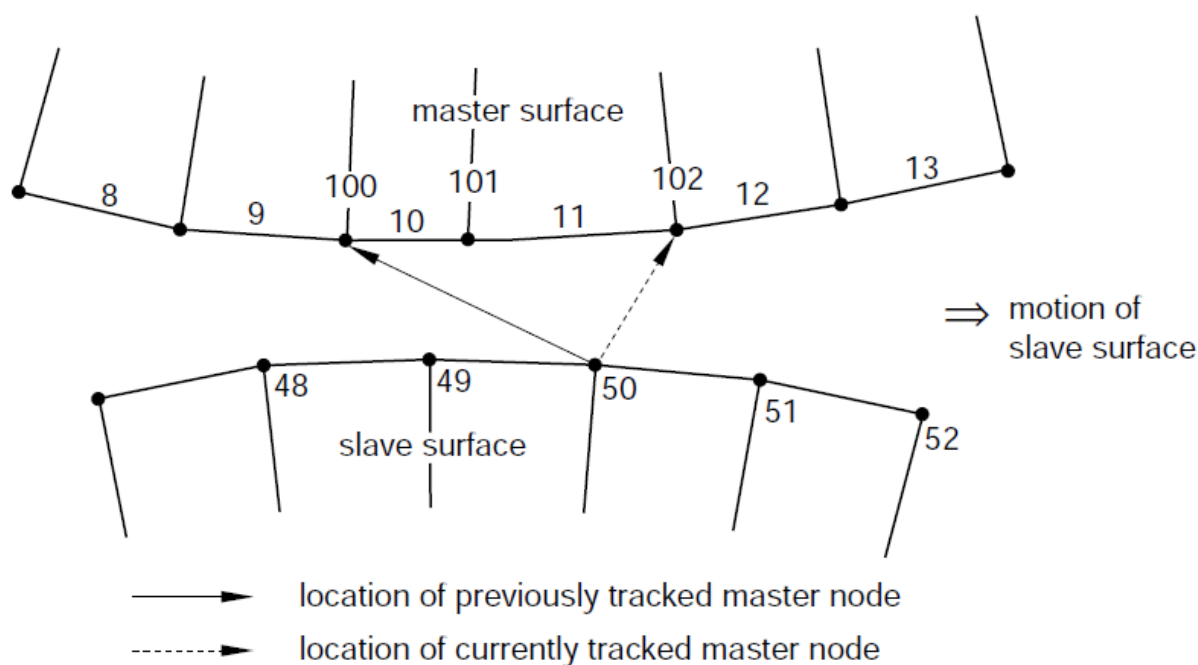 master surface
13
8
100
101
102
12
9
10
11
⇒ motion of
slave surface
48
49
50
51
52
slave surface
location of previously tracked master node
location of currently tracked master node